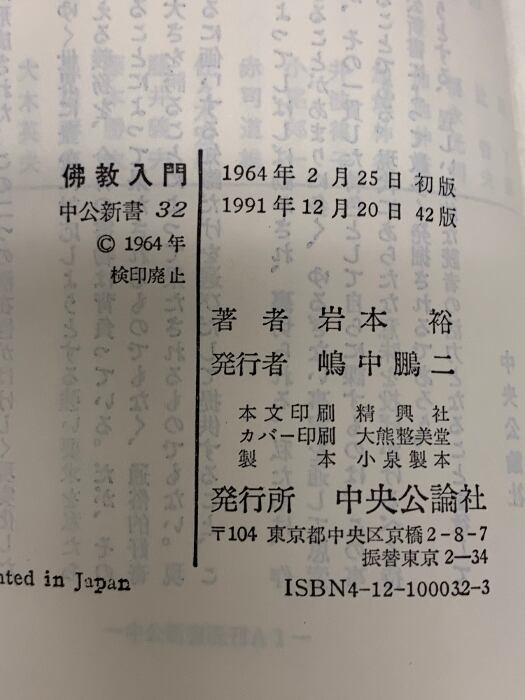 佛教入門
中公新書 32
© 1964年
検印廃止
1964年2月25日 初版
1991年12月20日 42版
著者 岩本 裕
発行者 嶋中鵬二
本文印刷 精興社
カバー印刷 大熊整美堂
製本 小泉製本
発行所 中央公論社
〒104 東京都中央区京橋2-8-7
振替東京2—34
ISBN4-12-100032-3
nted in Japan